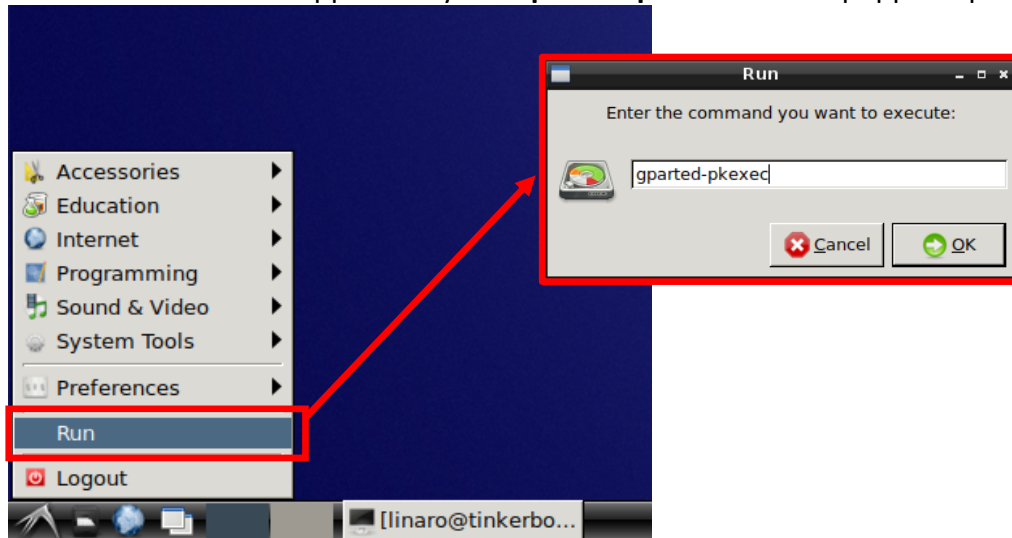 Run
Enter the command you want to execute:
gparted-pkexec
Cancel
OK
Accessories
Education
Internet
Programming
Sound & Video
System Tools
Preferences
Run
Logout
[linaro@tinkerbo...